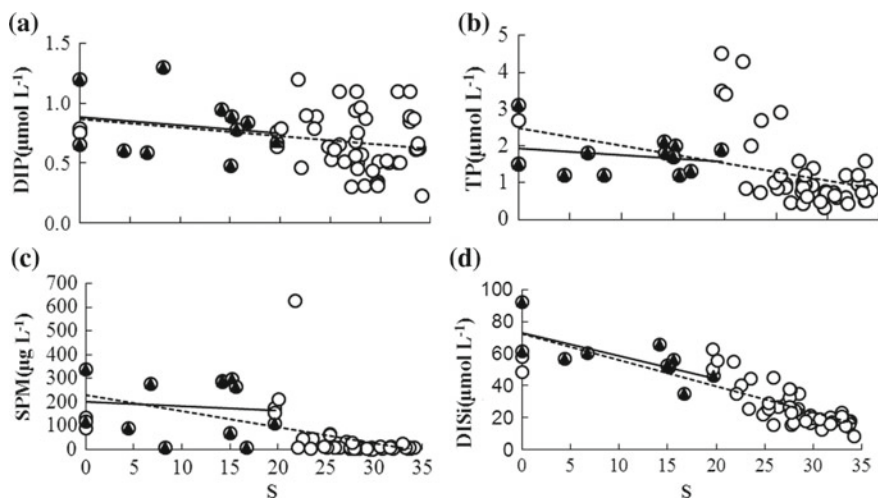 (a)
DIP(µmol L-1)
1.5
1.0
0.5
0.0
(b)
TP(µmol L-1)
5
4
3
2
1
0
(c)
SPM(µg L-1)
700
600
500
400
300
200
100
0
0 5 10 15 20 25 30 35
S
(d)
DISi(µmol L-1)
100
80
60
40
20
0
0 5 10 15 20 25 30 35
S